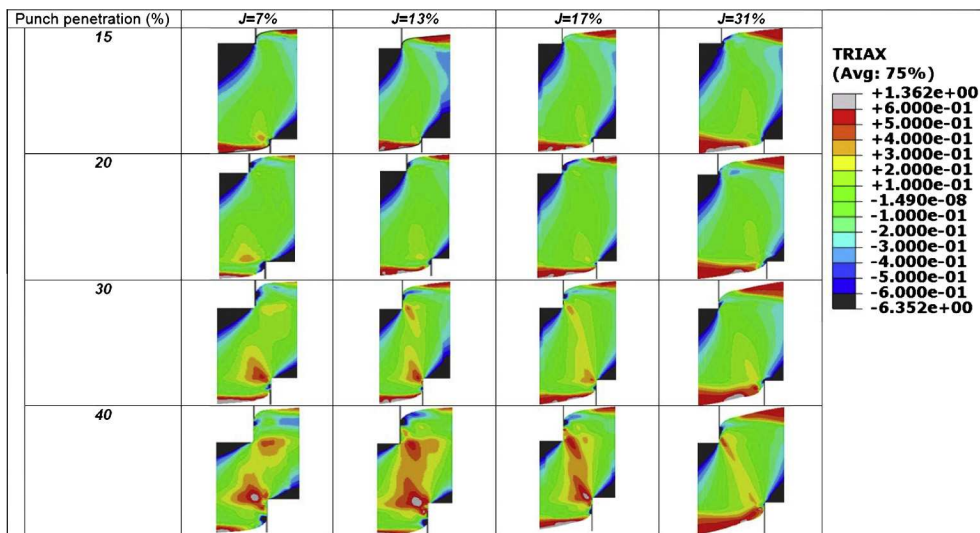 Punch penetration (%) J=7% J=13% J=17% J=31%
15
20
30
40
TRIAX
(Avg: 75%)
+1.362e+00
+6.000e-01
+5.000e-01
+4.000e-01
+3.000e-01
+2.000e-01
+1.000e-01
-1.490e-08
-1.000e-01
-2.000e-01
-3.000e-01
-4.000e-01
-5.000e-01
-6.000e-01
-6.352e+00